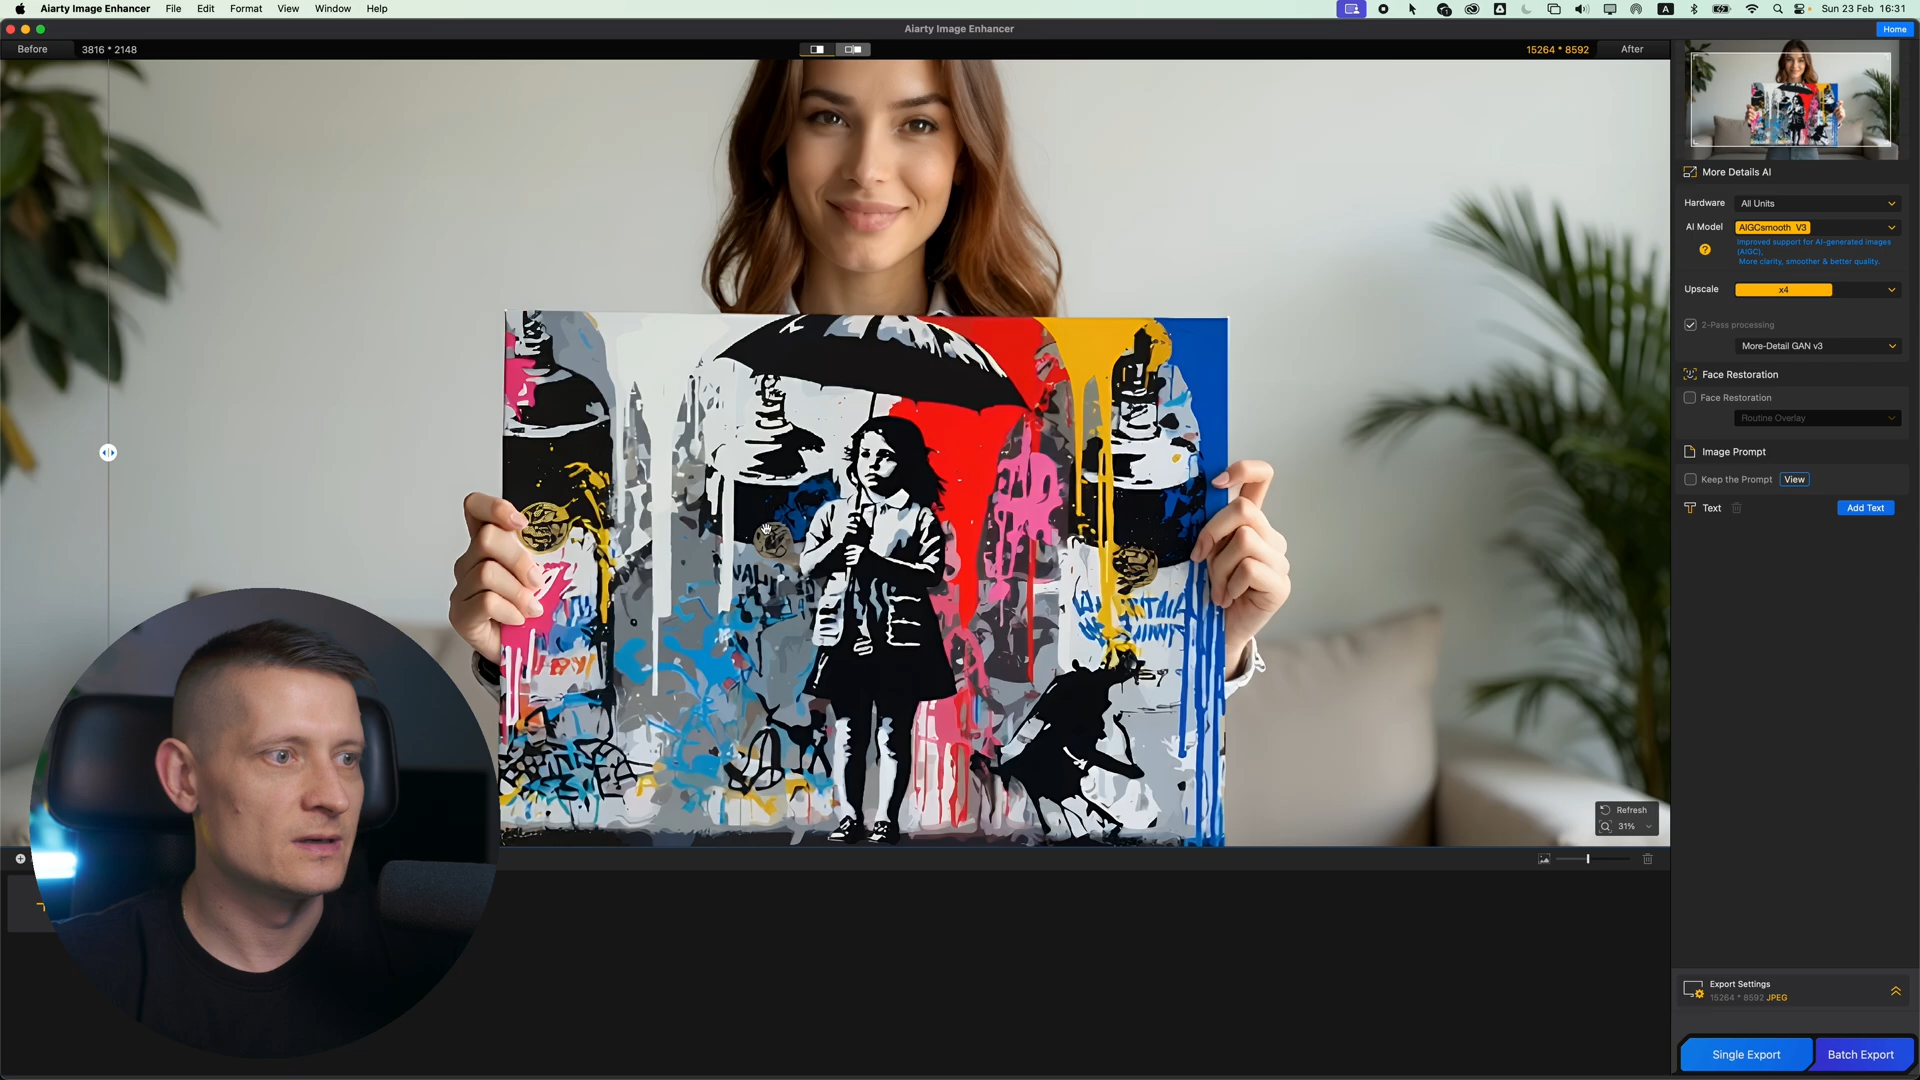 Aiarty Image Enhancer File Edit Format View Window Help A Sun 23 Feb 16:31
Aiarty Image Enhancer Home
Before 3816 * 2148 15264 * 8592 After
More Details AI
Hardware All Units
AI Model AIGCsmooth V3
Improved support for AI-generated images
(AIGC);
More clarity, smoother & better quality.
Upscale x4
2-Pass processing
More-Detail GAN v3
Face Restoration
Face Restoration
Routine Overlay
Image Prompt
Keep the Prompt View
Text Add Text
Refresh
31%
Export Settings
15264 * 8592 JPEG
Single Export Batch Export